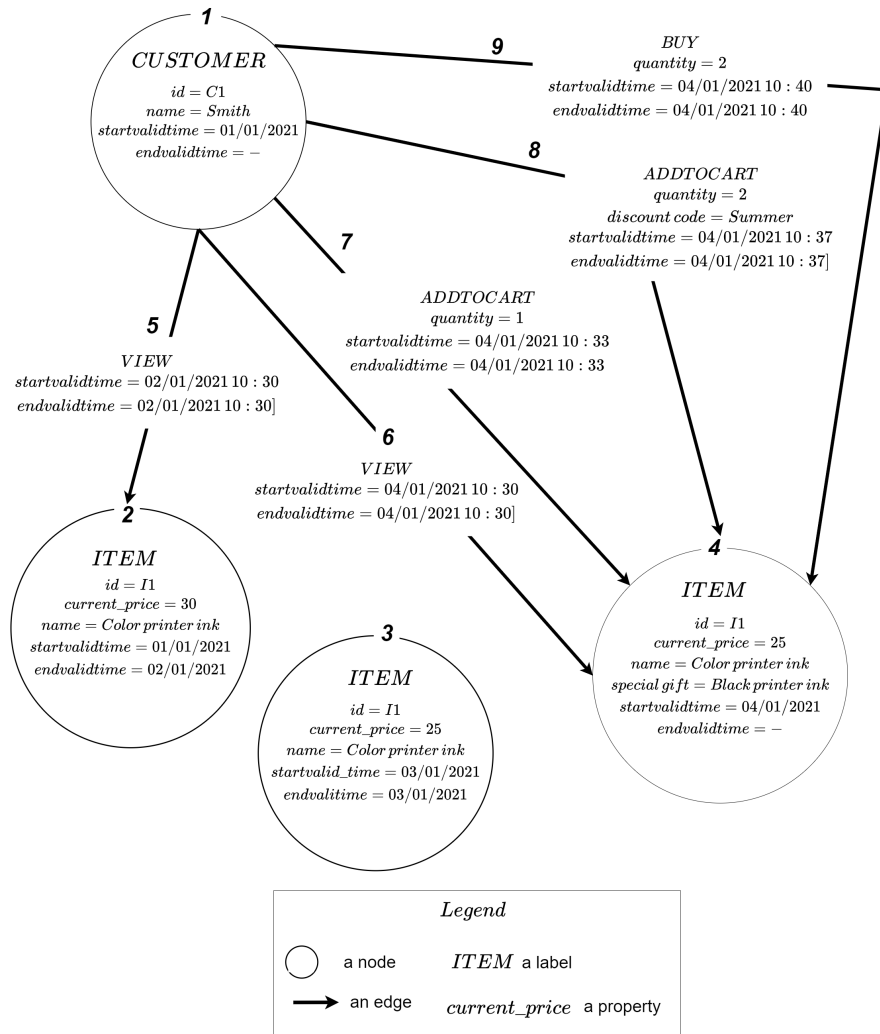 1
CUSTOMER
id = C1
name = Smith
startvalidtime = 01/01/2021
endvalidtime = −
9
BUY
quantity = 2
startvalidtime = 04/01/2021 10 : 40
endvalidtime = 04/01/2021 10 : 40
8
ADDTOCART
quantity = 2
discount code = Summer
startvalidtime = 04/01/2021 10 : 37
endvalidtime = 04/01/2021 10 : 37]
7
ADDTOCART
quantity = 1
startvalidtime = 04/01/2021 10 : 33
endvalidtime = 04/01/2021 10 : 33
5
VIEW
startvalidtime = 02/01/2021 10 : 30
endvalidtime = 02/01/2021 10 : 30]
6
VIEW
startvalidtime = 04/01/2021 10 : 30
endvalidtime = 04/01/2021 10 : 30]
2
ITEM
id = I1
current_price = 30
name = Color printer ink
startvalidtime = 01/01/2021
endvalidtime = 02/01/2021
3
ITEM
id = I1
current_price = 25
name = Color printer ink
startvalid_time = 03/01/2021
endvalitime = 03/01/2021
4
ITEM
id = I1
current_price = 25
name = Color printer ink
special gift = Black printer ink
startvalidtime = 04/01/2021
endvalidtime = −
Legend
a node
ITEM a label
an edge
current_price a property